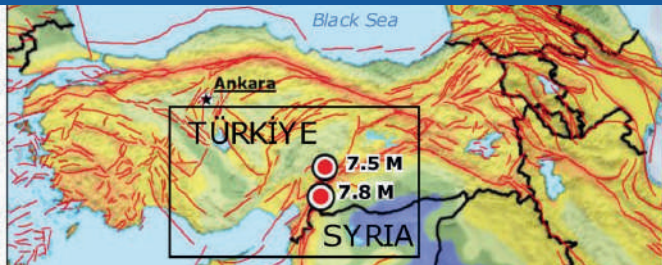 Black Sea
Ankara
TÜRKİYE
7.5 M
7.8 M
SYRIA